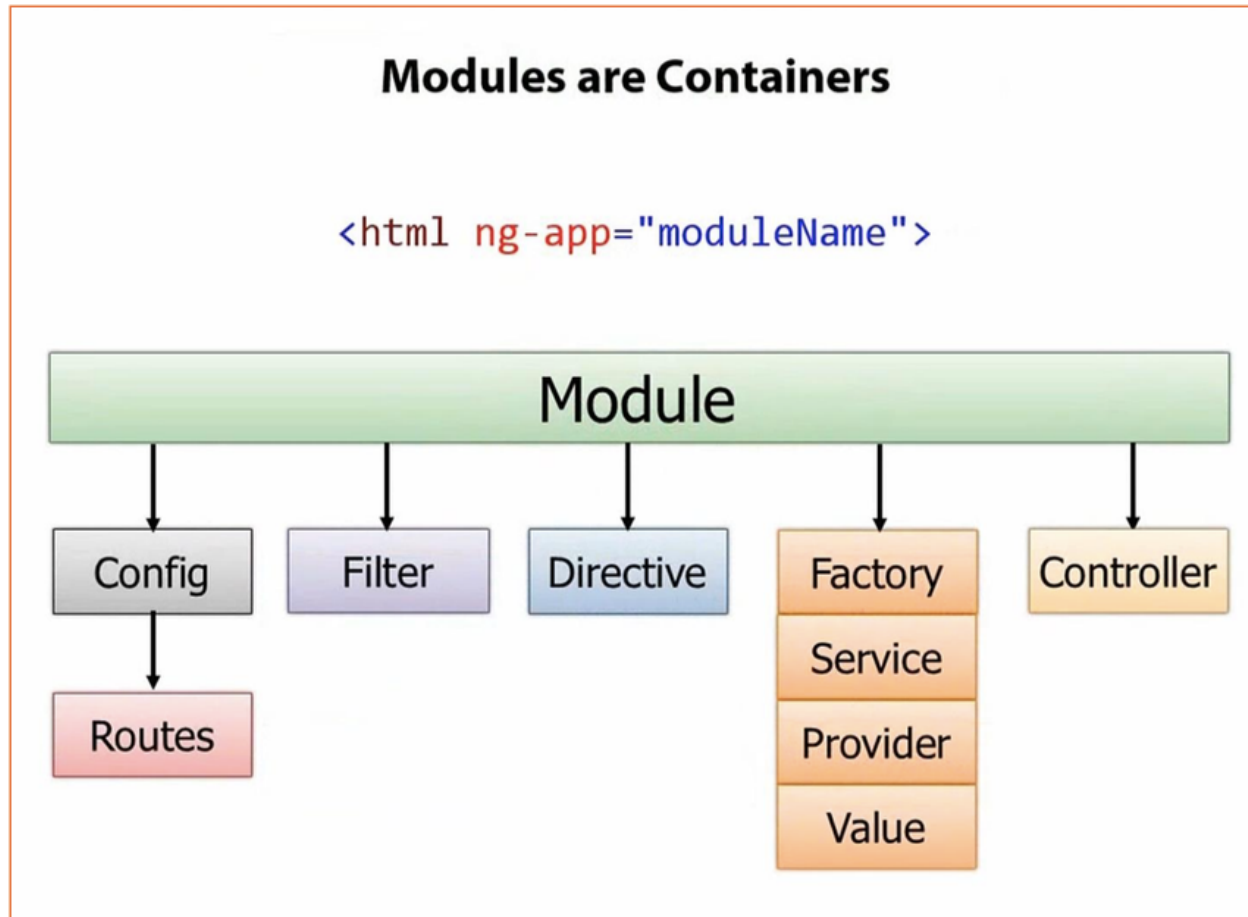 Modules are Containers
<html ng-app="moduleName">
Module
Config
Filter
Directive
Factory
Controller
Service
Routes
Provider
Value